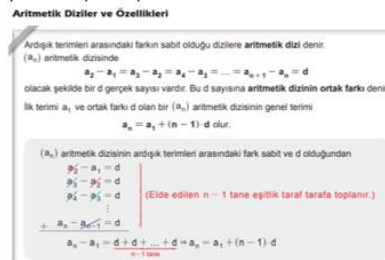 Aritmetik Diziler ve Özellikleri
Ardışık terimleri arasındaki farkın sabit olduğu dizilere aritmetik dizi denir.
(aₙ) aritmetik dizisinde
a₂ − a₁ = a₃ − a₂ = a₄ − a₃ = ... = aₙ₊₁ − aₙ = d
olacak şekilde bir d gerçek sayısı vardır. Bu d sayısına aritmetik dizinin ortak farkı deni
İlk terimi a₁ ve ortak farkı d olan bir (aₙ) aritmetik dizisinin genel terimi
aₙ = a₁ + (n − 1)·d olur.
(aₙ) aritmetik dizisinin ardışık terimleri arasındaki fark sabit ve d olduğundan
a₂ − a₁ = d
a₃ − a₂ = d
a₄ − a₃ = d
(Elde edilen n − 1 tane eşitlik taraf tarafa toplanır.)
⋮
+ aₙ − aₙ₋₁ = d
aₙ − a₁ = d + d + ... + d ⇒ aₙ = a₁ + (n − 1)·d
n−1 tane